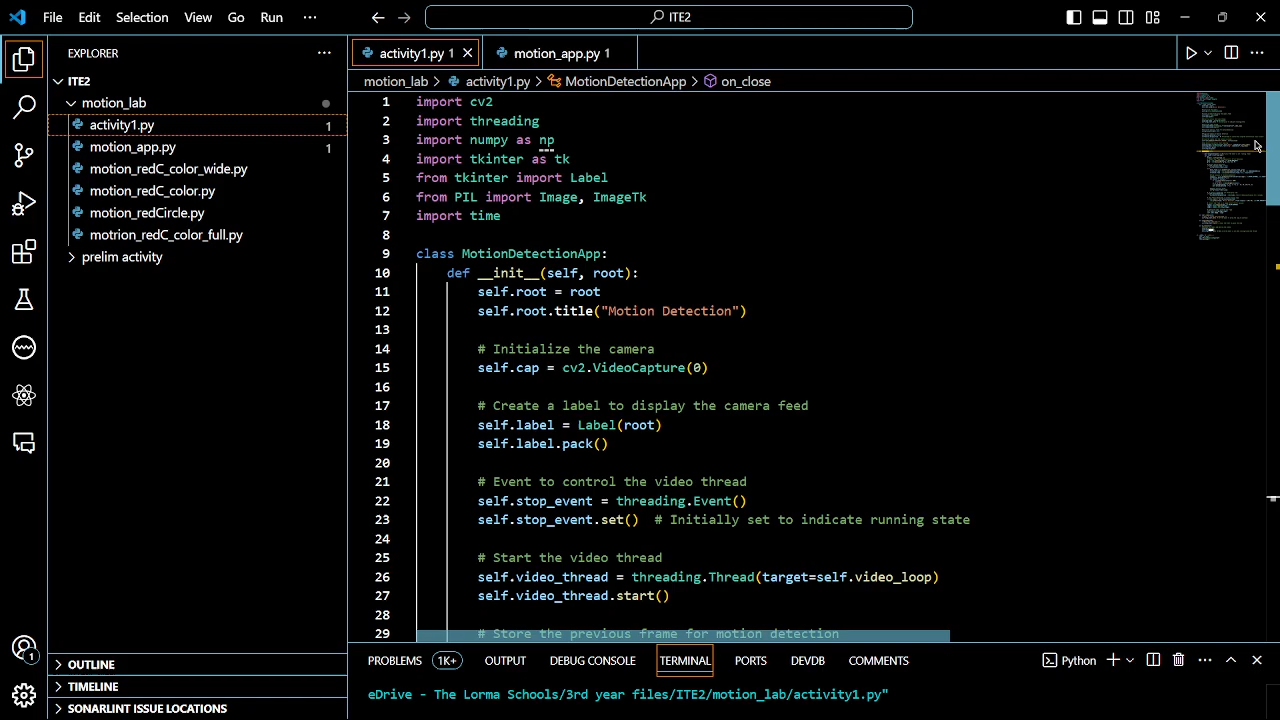 File Edit Selection View Go Run ··· ITE2
EXPLORER ···
ITE2
motion_lab
activity1.py 1
motion_app.py 1
motion_redC_color_wide.py
motion_redC_color.py
motion_redCircle.py
motrion_redC_color_full.py
prelim activity
OUTLINE
TIMELINE
SONARLINT ISSUE LOCATIONS
1
activity1.py 1 motion_app.py 1
motion_lab > activity1.py > MotionDetectionApp > on_close
1 import cv2
2 import threading
3 import numpy as np
4 import tkinter as tk
5 from tkinter import Label
6 from PIL import Image, ImageTk
7 import time
8
9 class MotionDetectionApp:
10 def __init__(self, root):
11 self.root = root
12 self.root.title("Motion Detection")
13
14 # Initialize the camera
15 self.cap = cv2.VideoCapture(0)
16
17 # Create a label to display the camera feed
18 self.label = Label(root)
19 self.label.pack()
20
21 # Event to control the video thread
22 self.stop_event = threading.Event()
23 self.stop_event.set() # Initially set to indicate running state
24
25 # Start the video thread
26 self.video_thread = threading.Thread(target=self.video_loop)
27 self.video_thread.start()
28
29 # Store the previous frame for motion detection
PROBLEMS 1K+ OUTPUT DEBUG CONSOLE TERMINAL PORTS DEVDB COMMENTS Python
eDrive - The Lorma Schools/3rd year files/ITE2/motion_lab/activity1.py"